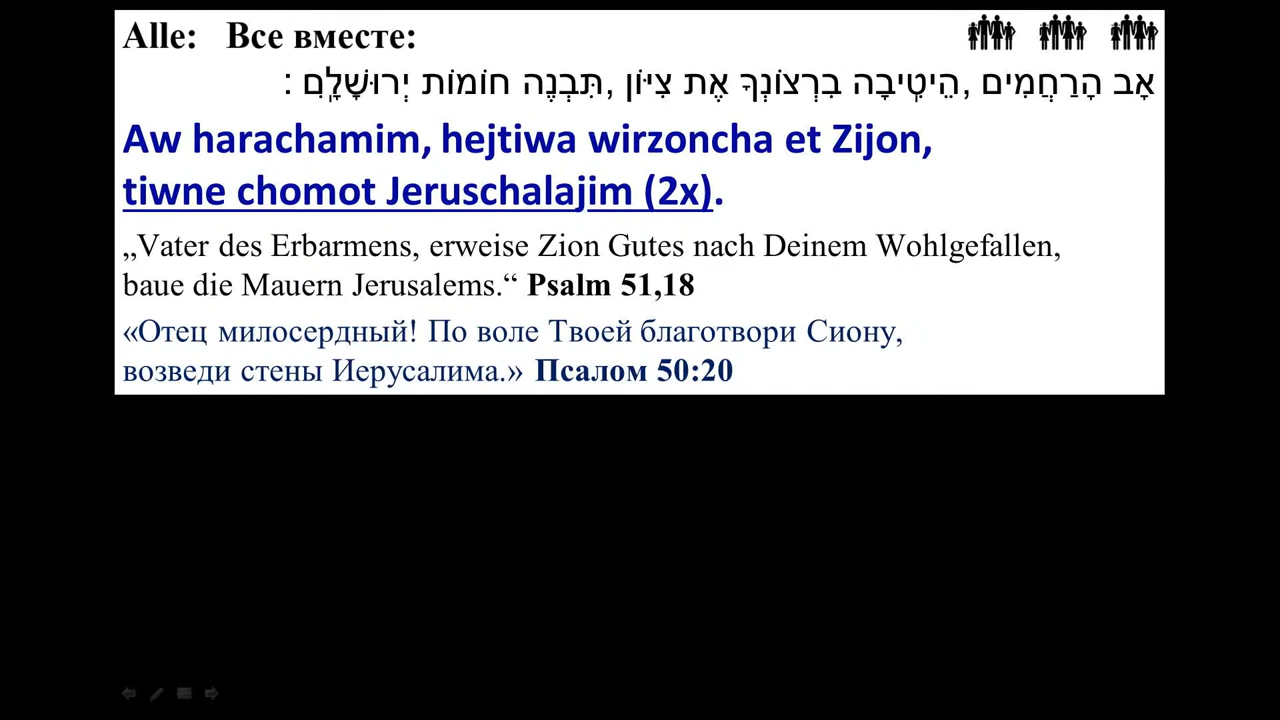 Alle: Все вместе:
אָב הָרַחֲמִים ,הֵיטִֽיבָה בִרְצוֹנְךָ אֶת צִיּוֹן ,תִּבְנֶה חוֹמוֹת יְרוּשָׁלָֽםִ :
Aw harachamim, hejtiwa wirzoncha et Zijon,
tiwne chomot Jeruschalajim (2x).
„Vater des Erbarmens, erweise Zion Gutes nach Deinem Wohlgefallen,
baue die Mauern Jerusalems.“ Psalm 51,18
«Отец милосердный! По воле Твоей благотвори Сиону,
возведи стены Иерусалима.» Псалом 50:20